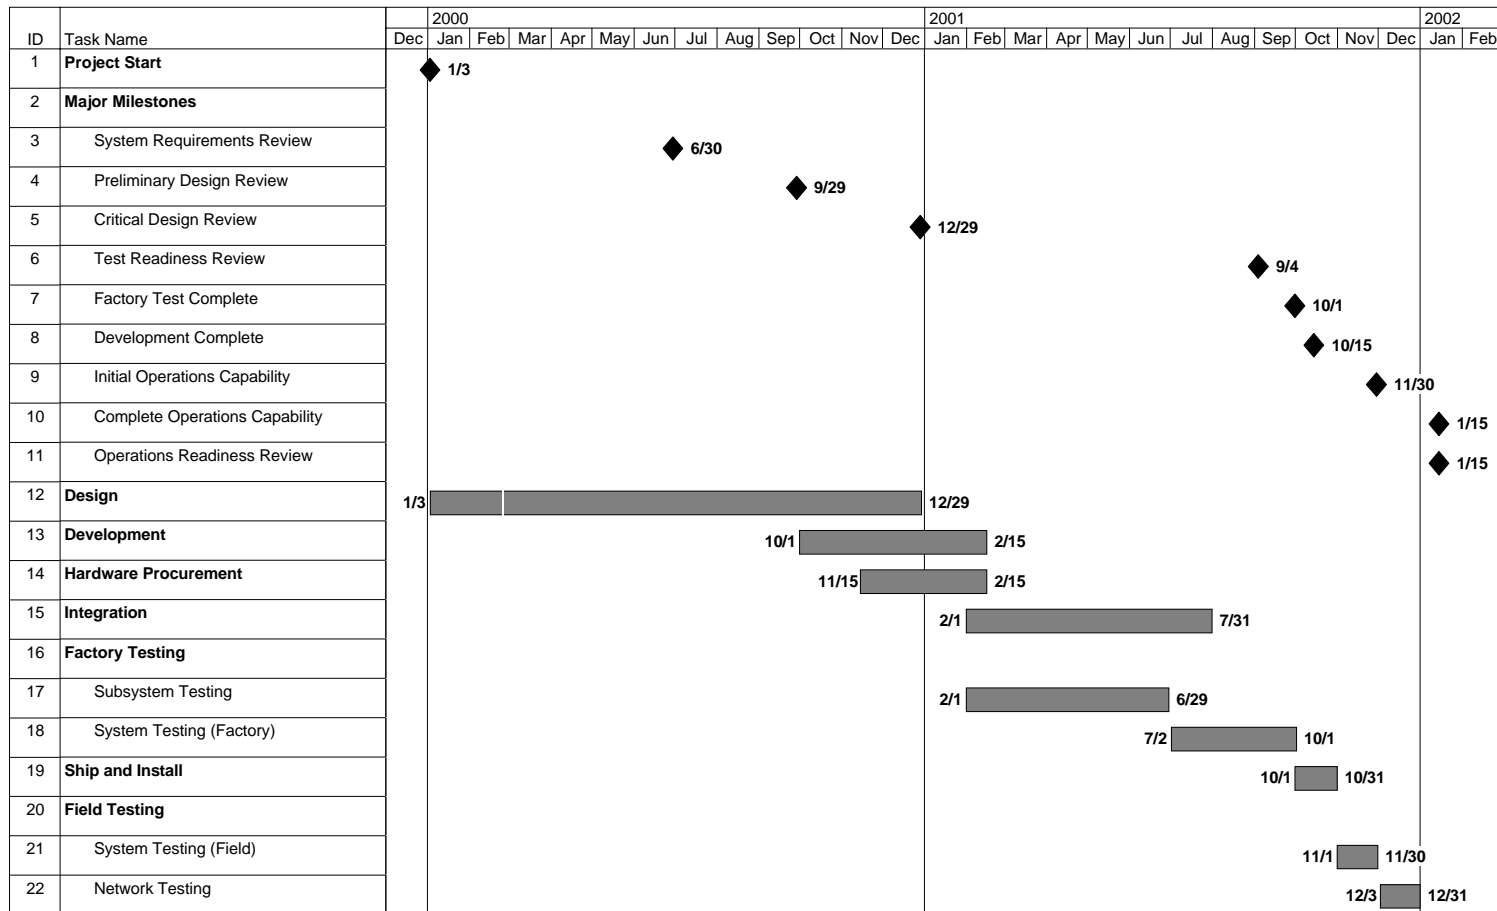 2000 2001 2002
ID Task Name Dec Jan Feb Mar Apr May Jun Jul Aug Sep Oct Nov Dec Jan Feb Mar Apr May Jun Jul Aug Sep Oct Nov Dec Jan Feb
1 Project Start 1/3
2 Major Milestones
3 System Requirements Review 6/30
4 Preliminary Design Review 9/29
5 Critical Design Review 12/29
6 Test Readiness Review 9/4
7 Factory Test Complete 10/1
8 Development Complete 10/15
9 Initial Operations Capability 11/30
10 Complete Operations Capability 1/15
11 Operations Readiness Review 1/15
12 Design 1/3 12/29
13 Development 10/1 2/15
14 Hardware Procurement 11/15 2/15
15 Integration 2/1 7/31
16 Factory Testing
17 Subsystem Testing 2/1 6/29
18 System Testing (Factory) 7/2 10/1
19 Ship and Install 10/1 10/31
20 Field Testing
21 System Testing (Field) 11/1 11/30
22 Network Testing 12/3 12/31